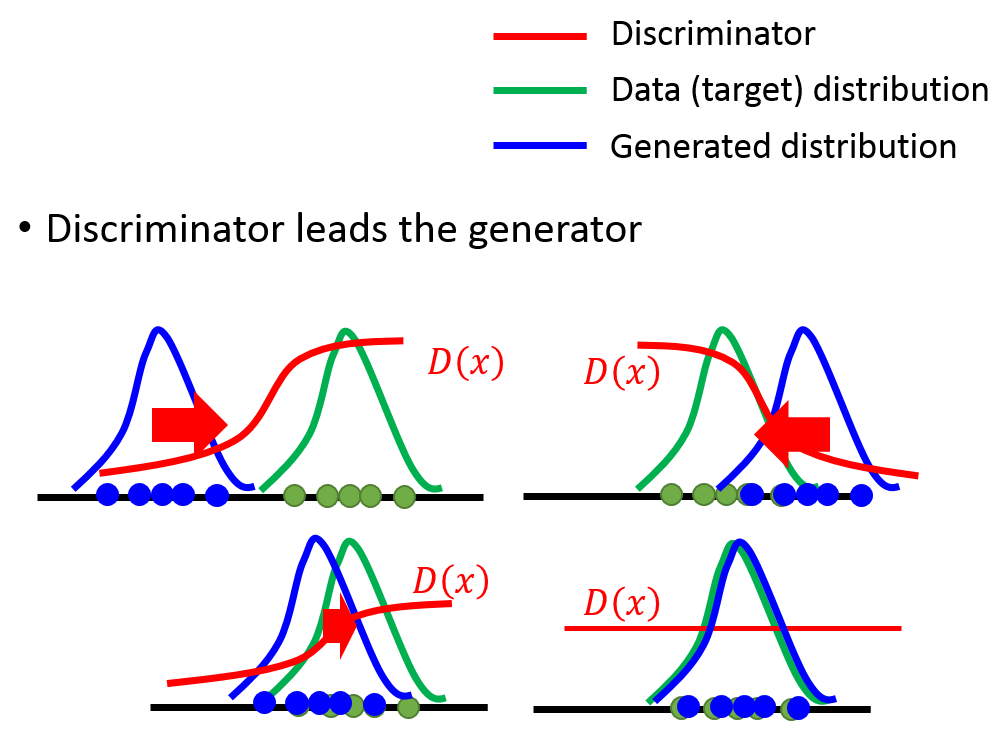 Discriminator
Data (target) distribution
Generated distribution
• Discriminator leads the generator
D(x)
D(x)
D(x)
D(x)